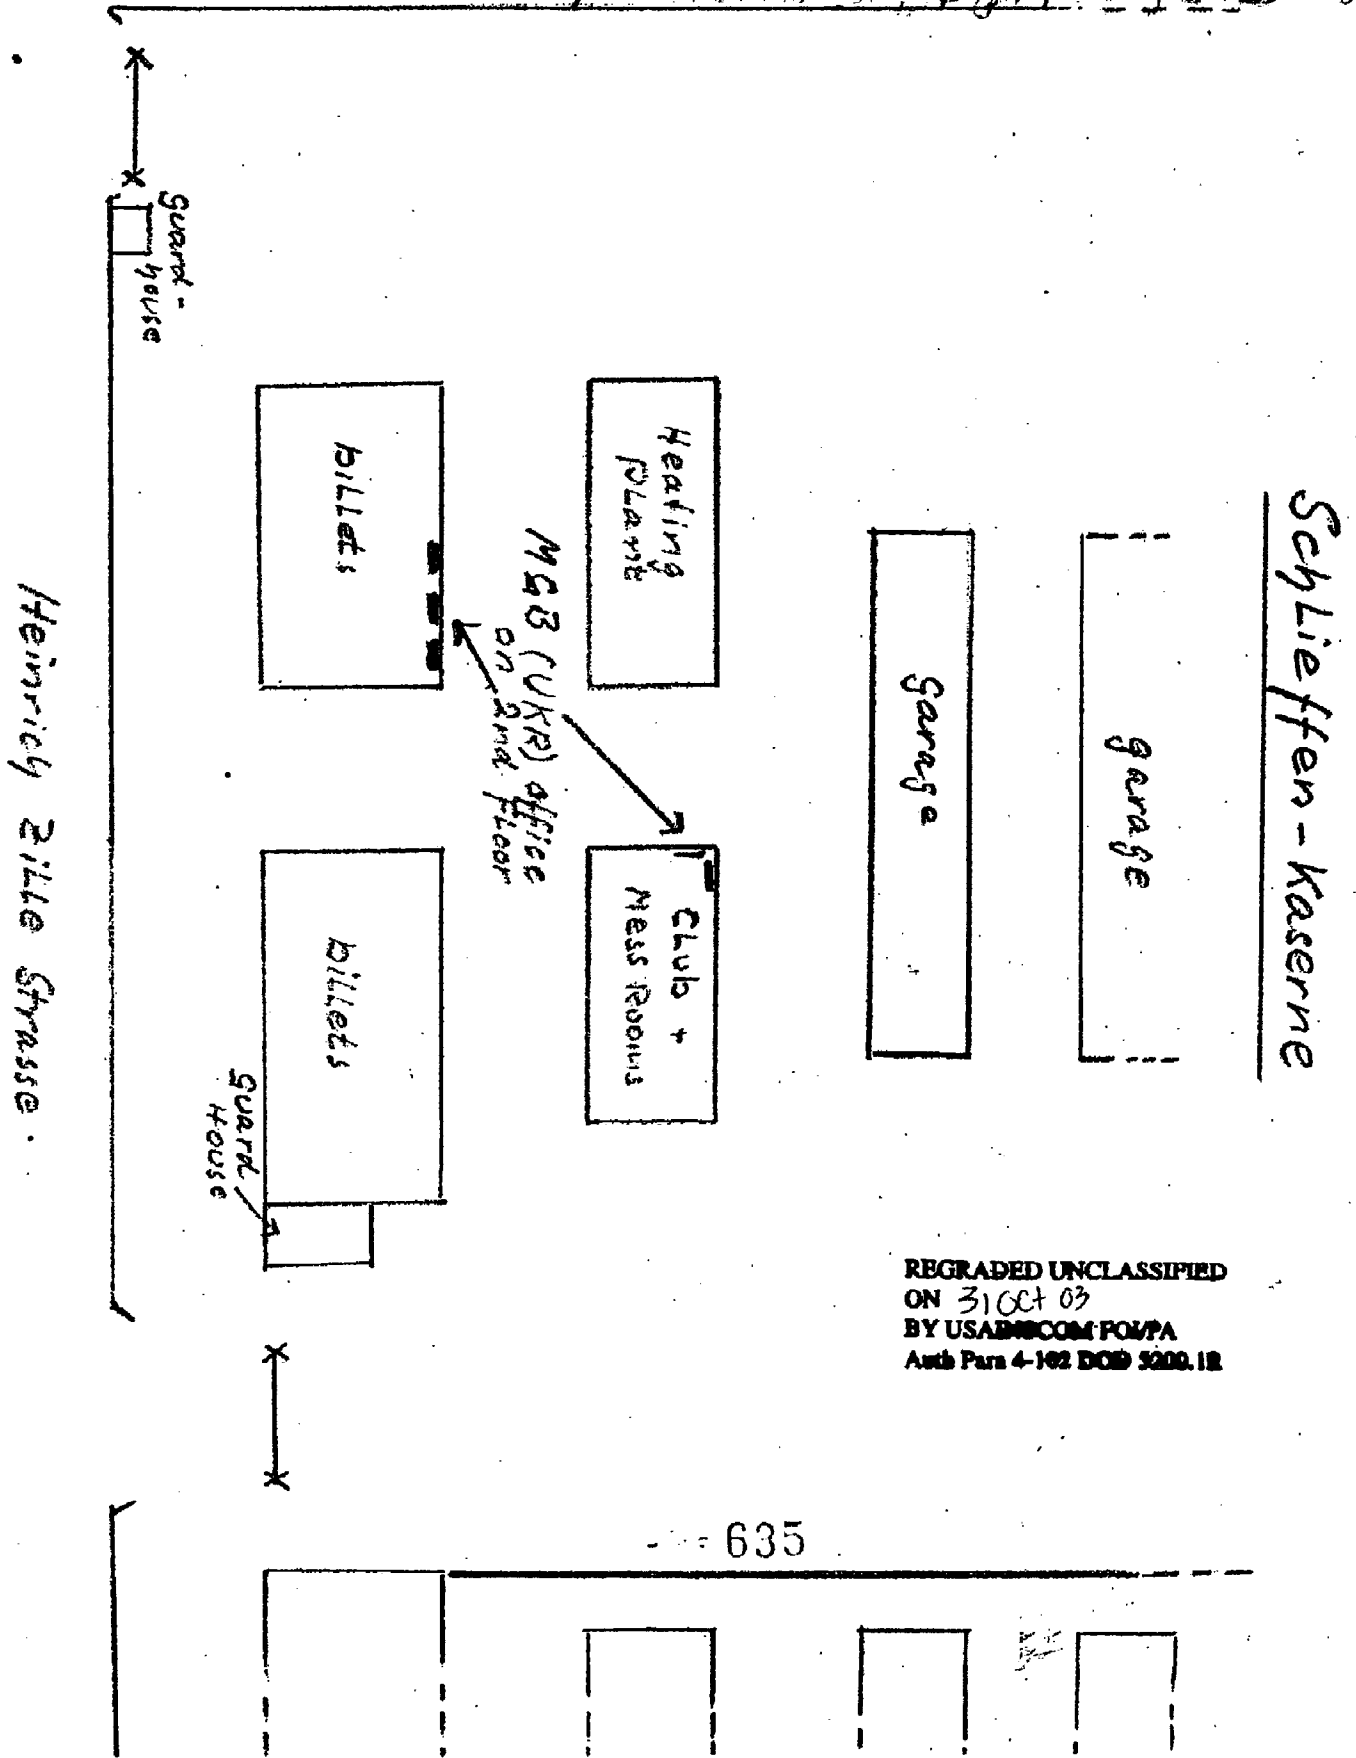 Schlieffen-Kaserne
garage
Garage
Heating
Plant
Club +
Mess Rooms
MGB (UKR) office
on 2nd Floor
billets
billets
guard-
house
Guard
House
Heinrich Zille Strasse.
REGRADED UNCLASSIFIED
ON 31 Oct 03
BY USAINSCOM FOI/PA
Auth Para 4-102 DOD 5200.1R
635